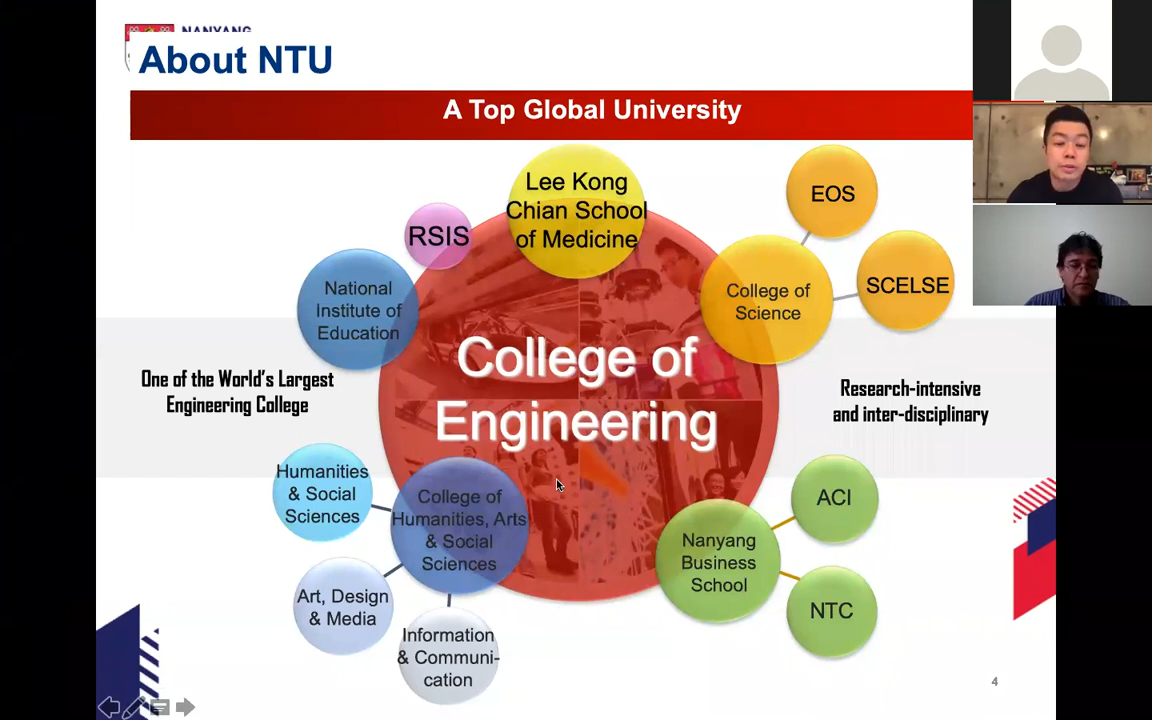 NANYANG
About NTU
A Top Global University
Lee Kong
Chian School
of Medicine
EOS
RSIS
National
Institute of
Education
College of
Science
SCELSE
College of
Engineering
One of the World's Largest
Engineering College
Research-intensive
and inter-disciplinary
Humanities
& Social
Sciences
College of
Humanities, Arts
& Social
Sciences
Nanyang
Business
School
ACI
Art, Design
& Media
NTC
Information
& Communi-
cation
4